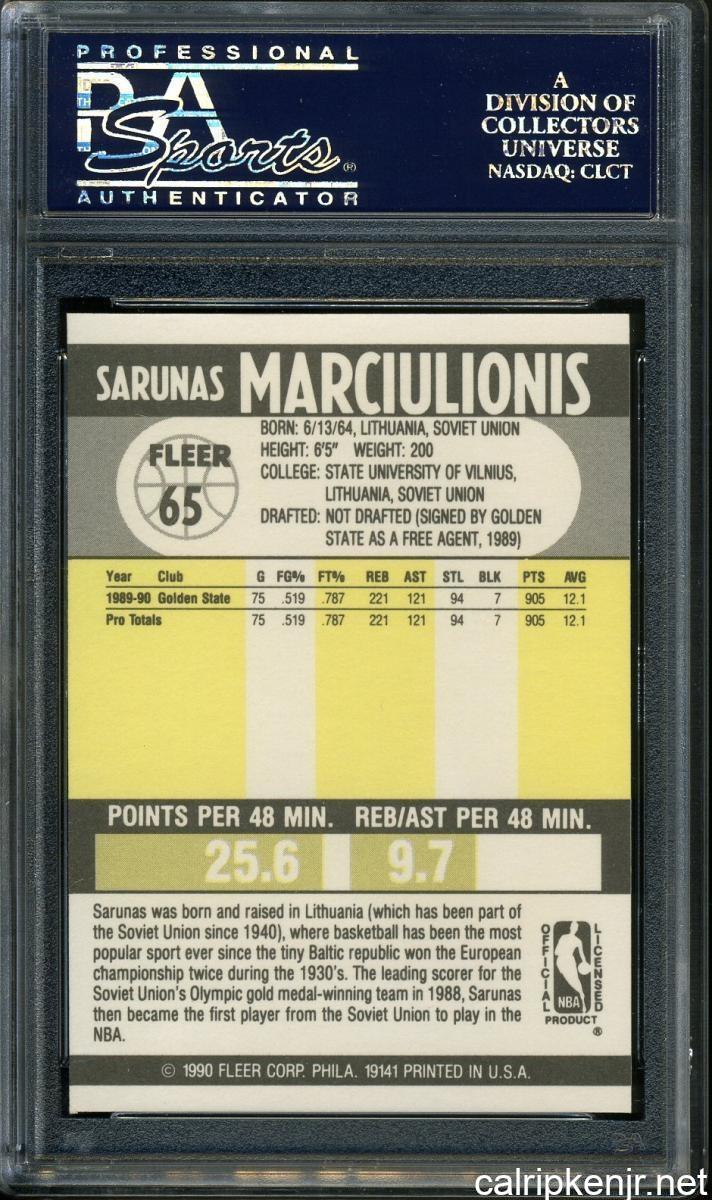 PROFESSIONAL
PSA
Sports®
AUTHENTICATOR
A
DIVISION OF
COLLECTORS
UNIVERSE
NASDAQ: CLCT
SARUNAS MARCIULIONIS
FLEER
65
BORN: 6/13/64, LITHUANIA, SOVIET UNION
HEIGHT: 6'5" WEIGHT: 200
COLLEGE: STATE UNIVERSITY OF VILNIUS,
LITHUANIA, SOVIET UNION
DRAFTED: NOT DRAFTED (SIGNED BY GOLDEN
STATE AS A FREE AGENT, 1989)
Year Club G FG% FT% REB AST STL BLK PTS AVG
1989-90 Golden State 75 .519 .787 221 121 94 7 905 12.1
Pro Totals 75 .519 .787 221 121 94 7 905 12.1
POINTS PER 48 MIN. REB/AST PER 48 MIN.
25.6 9.7
Sarunas was born and raised in Lithuania (which has been part of
the Soviet Union since 1940), where basketball has been the most
popular sport ever since the tiny Baltic republic won the European
championship twice during the 1930's. The leading scorer for the
Soviet Union's Olympic gold medal-winning team in 1988, Sarunas
then became the first player from the Soviet Union to play in the
NBA.
OFFICIAL
NBA
LICENSED
PRODUCT
®
© 1990 FLEER CORP. PHILA. 19141 PRINTED IN U.S.A.
calripkenjr.net